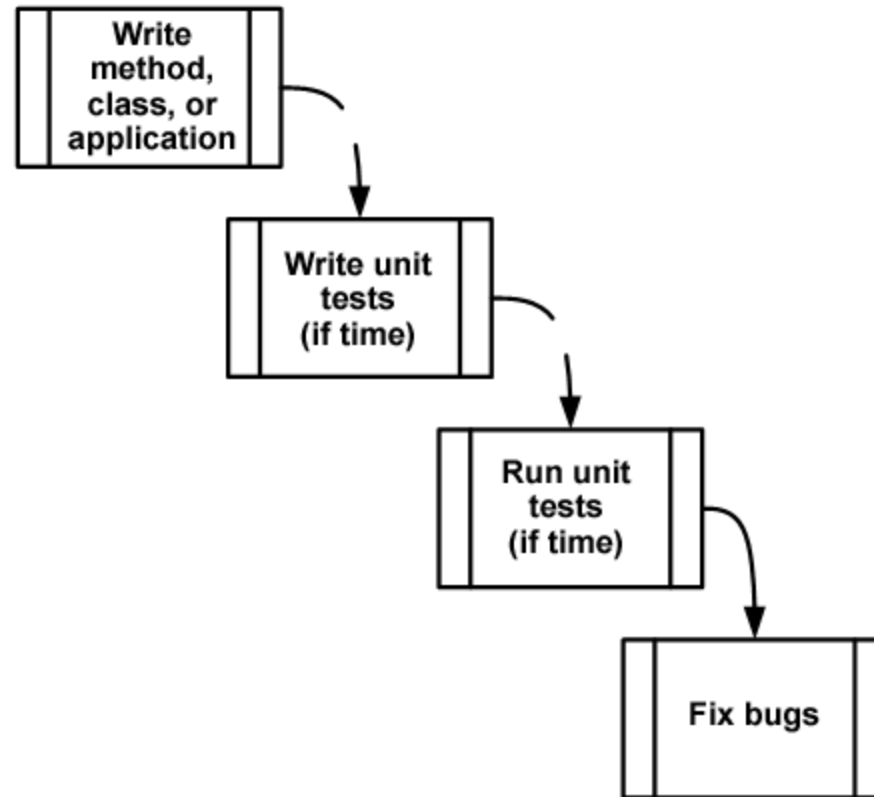 Write
method,
class, or
application
Write unit
tests
(if time)
Run unit
tests
(if time)
Fix bugs